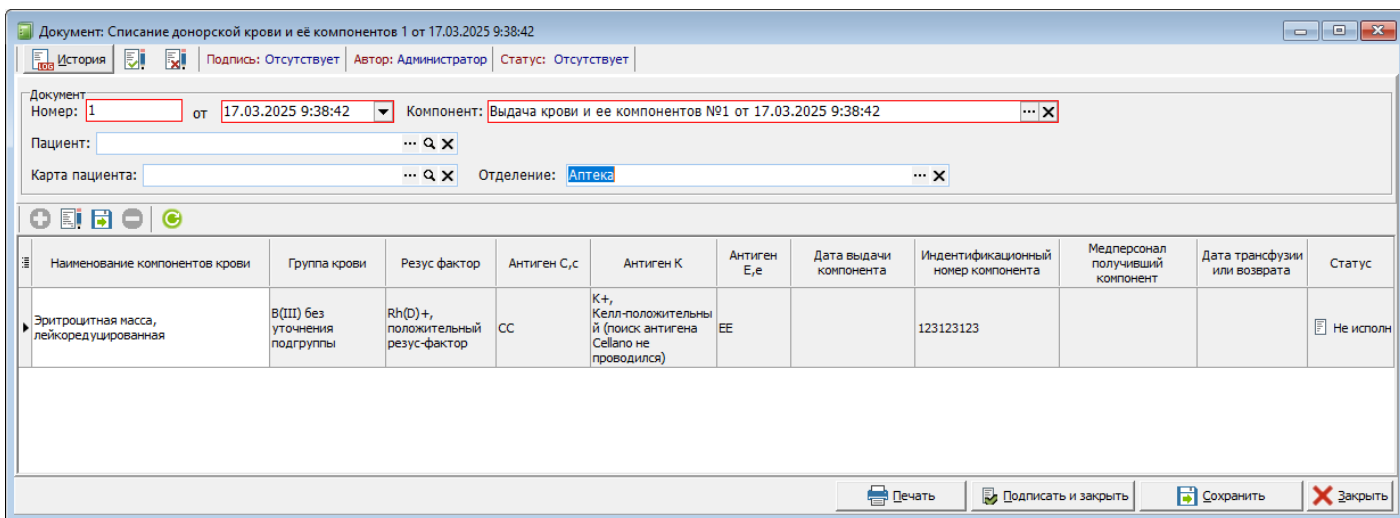 Документ: Списание донорской крови и её компонентов 1 от 17.03.2025 9:38:42
LOG История Подпись: Отсутствует Автор: Администратор Статус: Отсутствует
Документ
Номер: 1 от 17.03.2025 9:38:42 Компонент: Выдача крови и ее компонентов №1 от 17.03.2025 9:38:42
Пациент:
Карта пациента: Отделение: Аптека
Наименование компонентов крови
Группа крови
Резус фактор
Антиген C,c
Антиген K
Антиген
E,e
Дата выдачи
компонента
Индентификационный
номер компонента
Медперсонал
получивший
компонент
Дата трансфузии
или возврата
Статус
Эритроцитная масса,
лейкоредуцированная
B(III) без
уточнения
подгруппы
Rh(D)+,
положительный
резус-фактор
CC
K+,
Келл-положительны
й (поиск антигена
Cellano не
проводился)
EE
123123123
Не исполн
Печать Подписать и закрыть Сохранить Закрыть